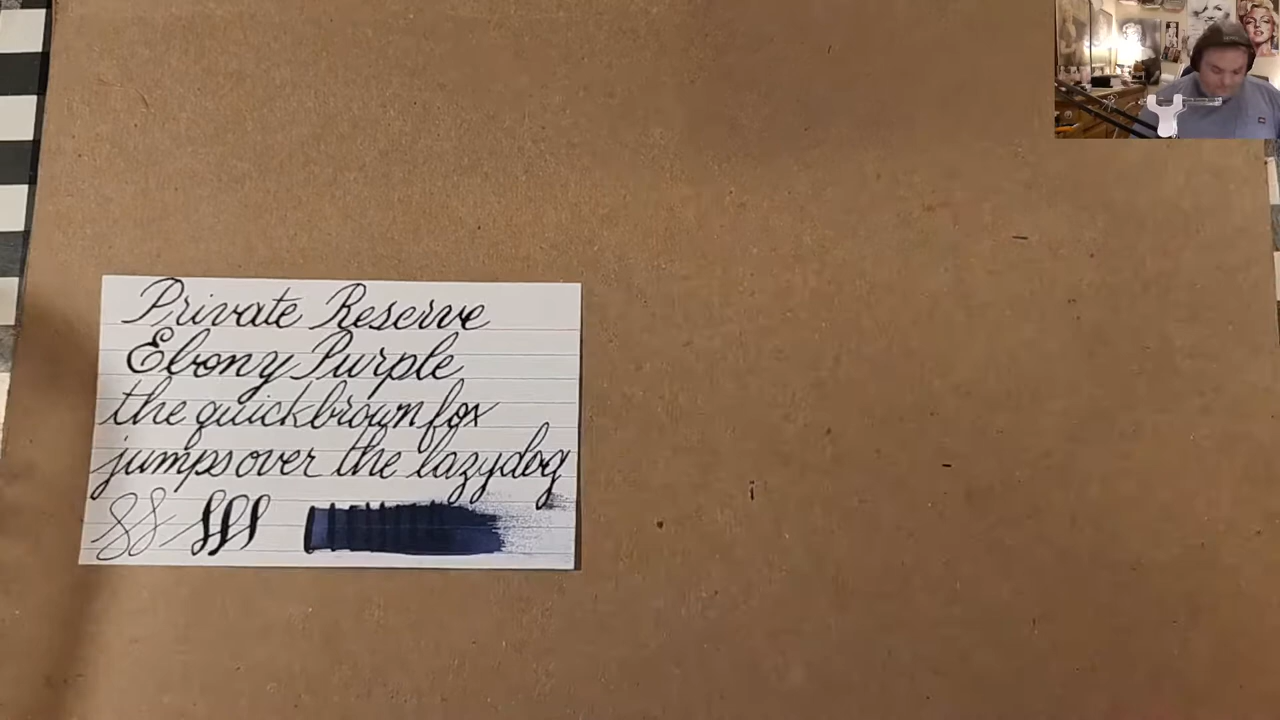 Private Reserve
Ebony Purple
the quick brown fox
jumps over the lazy dog